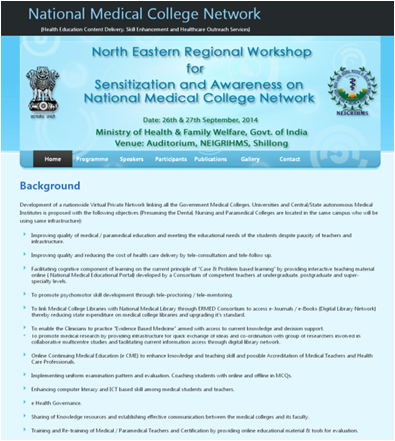 National Medical College Network
(Health Education Content Delivery, Skill Enhancement and Healthcare Outreach Services)
North Eastern Regional Workshop
for
Sensitization and Awareness on
National Medical College Network
Date: 26th & 27th September, 2014
Ministry of Health & Family Welfare, Govt. of India
Venue: Auditorium, NEIGRIHMS, Shillong
NEIGRIHMS
Home Programme Speakers Participants Publications Gallery Contact
Background
Development of a nationwide Virtual Private Network linking all the Government Medical Colleges, Universities and Central/State autonomous Medical
Institutes is proposed with the following objectives (Presuming the Dental, Nursing and Paramedical Colleges are located in the same campus who will be
using same infrastructure):
Improving quality of medical / paramedical education and meeting the educational needs of the students despite paucity of teachers and
infrastructure.
Improving quality and reducing the cost of health care delivery by tele-consultation and tele-follow up.
Facilitating cognitive component of learning on the current principle of "Case & Problem based learning" by providing interactive teaching material
online ( National Medical Educational Portal) developed by a Consortium of competent teachers at undergraduate, postgraduate and super-
specialty levels.
To promote psychomotor skill development through tele-proctoring / tele-mentoring.
To link Medical College Libraries with National Medical Library through ERMED Consortium to access e-Journals / e-Books (Digital Library Network)
thereby reducing state expenditure on medical college libraries and upgrading it's standard.
To enable the Clinicians to practice "Evidence Based Medicine" armed with access to current knowledge and decision support.
To promote medical research by providing infrastructure for quick exchange of ideas and co-ordination with group of researchers involved in
collaborative multicentre studies and facilitating current information access through digital library network.
Online Continuing Medical Education (e CME) to enhance knowledge and teaching skill and possible Accreditation of Medical Teachers and Health
Care Professionals.
Implementing uniform examination pattern and evaluation. Coaching students with online and offline in MCQs.
Enhancing computer literacy and ICT based skill among medical students and teachers.
e Health Governance.
Sharing of Knowledge resources and establishing effective communication between the medical colleges and its faculty.
Training and Re-training of Medical / Paramedical Teachers and Certification by providing online educational material & tools for evaluation.